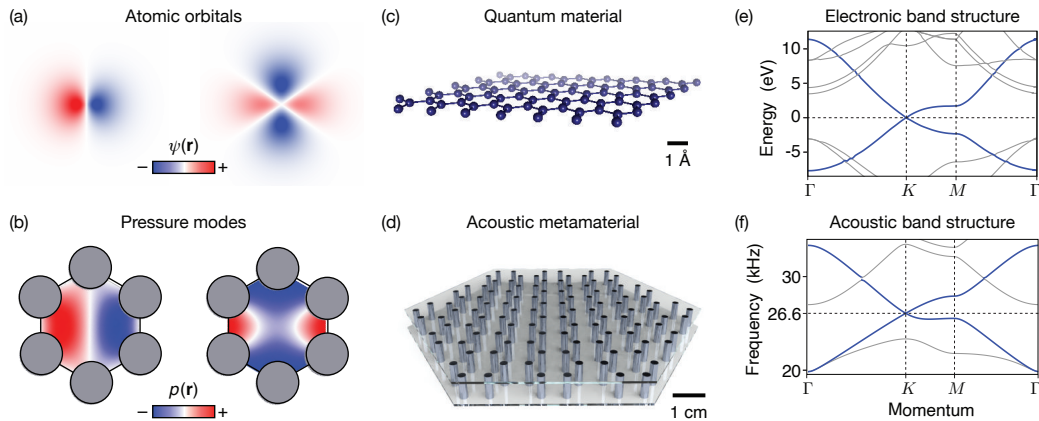 (a) Atomic orbitals
− ψ(r) +
(b) Pressure modes
− p(r) +
(c) Quantum material
1 Å
(d) Acoustic metamaterial
1 cm
(e) Electronic band structure
Energy (eV)
10
5
0
-5
Γ K M Γ
(f) Acoustic band structure
Frequency (kHz)
30
26.6
20
Γ K M Γ
Momentum